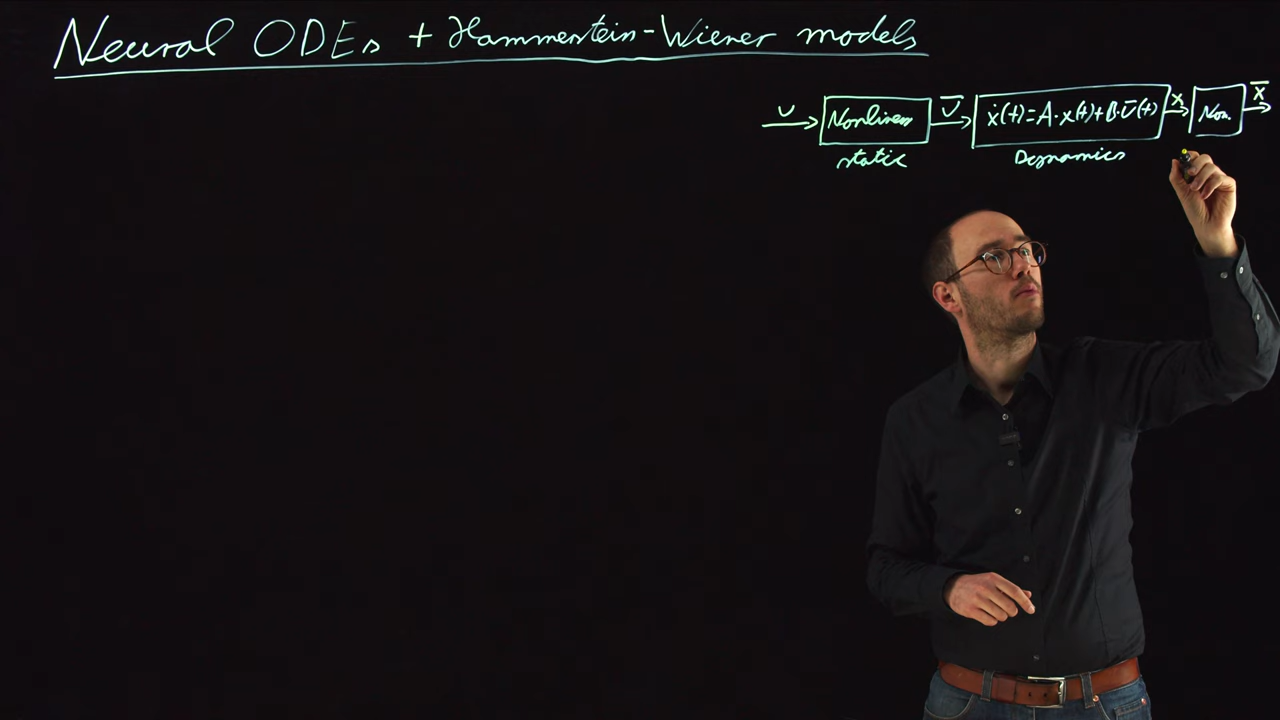 Neural ODEs + Hammerstein-Wiener models
u Nonlinear ū ẋ(t)=A·x(t)+B·ū(t) x Non. x̄
static Dynamics